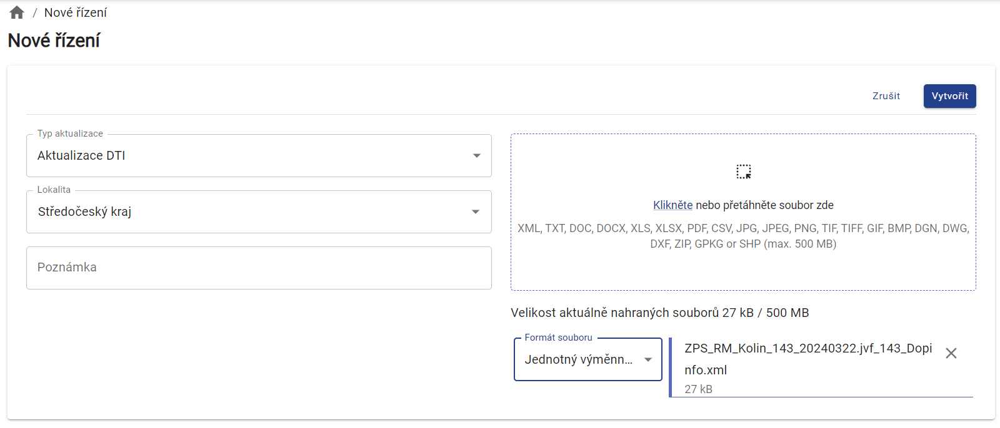 / Nové řízení
Nové řízení
Zrušit
Vytvořit
Typ aktualizace
Aktualizace DTI
Lokalita
Středočeský kraj
Poznámka
Klikněte nebo přetáhněte soubor zde
XML, TXT, DOC, DOCX, XLS, XLSX, PDF, CSV, JPG, JPEG, PNG, TIF, TIFF, GIF, BMP, DGN, DWG,
DXF, ZIP, GPKG or SHP (max. 500 MB)
Velikost aktuálně nahraných souborů 27 kB / 500 MB
Formát souboru
Jednotný výměnn...
ZPS_RM_Kolin_143_20240322.jvf_143_Dopi
nfo.xml
27 kB